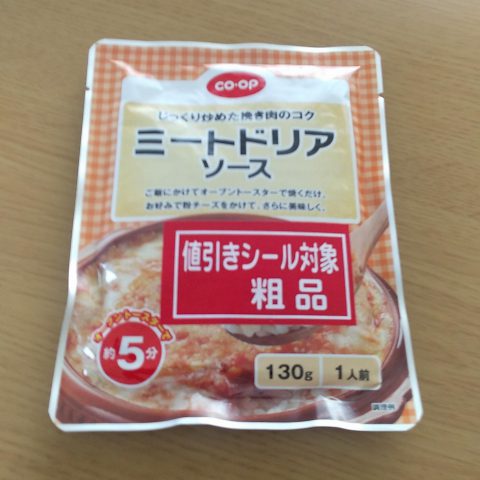 CO・OP
じっくり炒めた挽き肉のコク
ミートドリア
ソース
ご飯にかけてオーブントースターで焼くだけ。
お好みで粉チーズをかけて、さらに美味しく。
値引きシール対象
粗品
オーブントースターで
約5分
130g 1人前
調理例